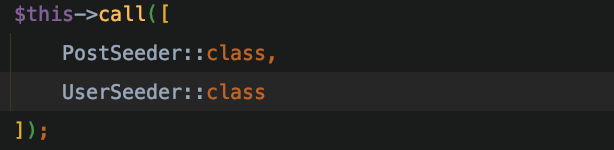 $this->call([
    PostSeeder::class,
    UserSeeder::class
]);